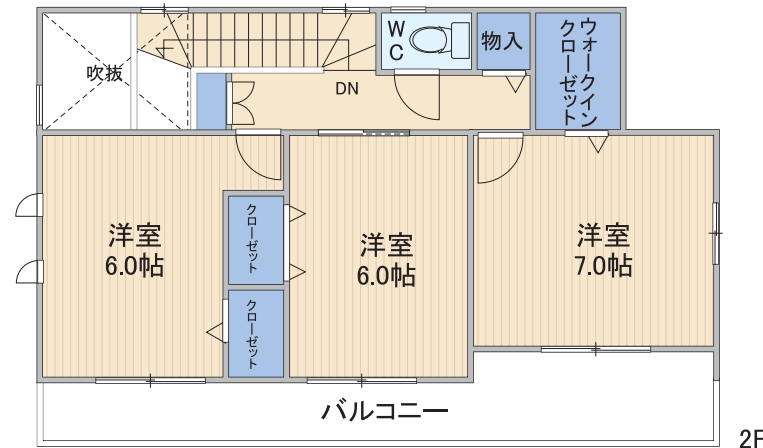 吹抜
DN
WC
物入
ウォークイン
クローゼット
洋室
6.0帖
クローゼット
クローゼット
洋室
6.0帖
洋室
7.0帖
バルコニー
2F